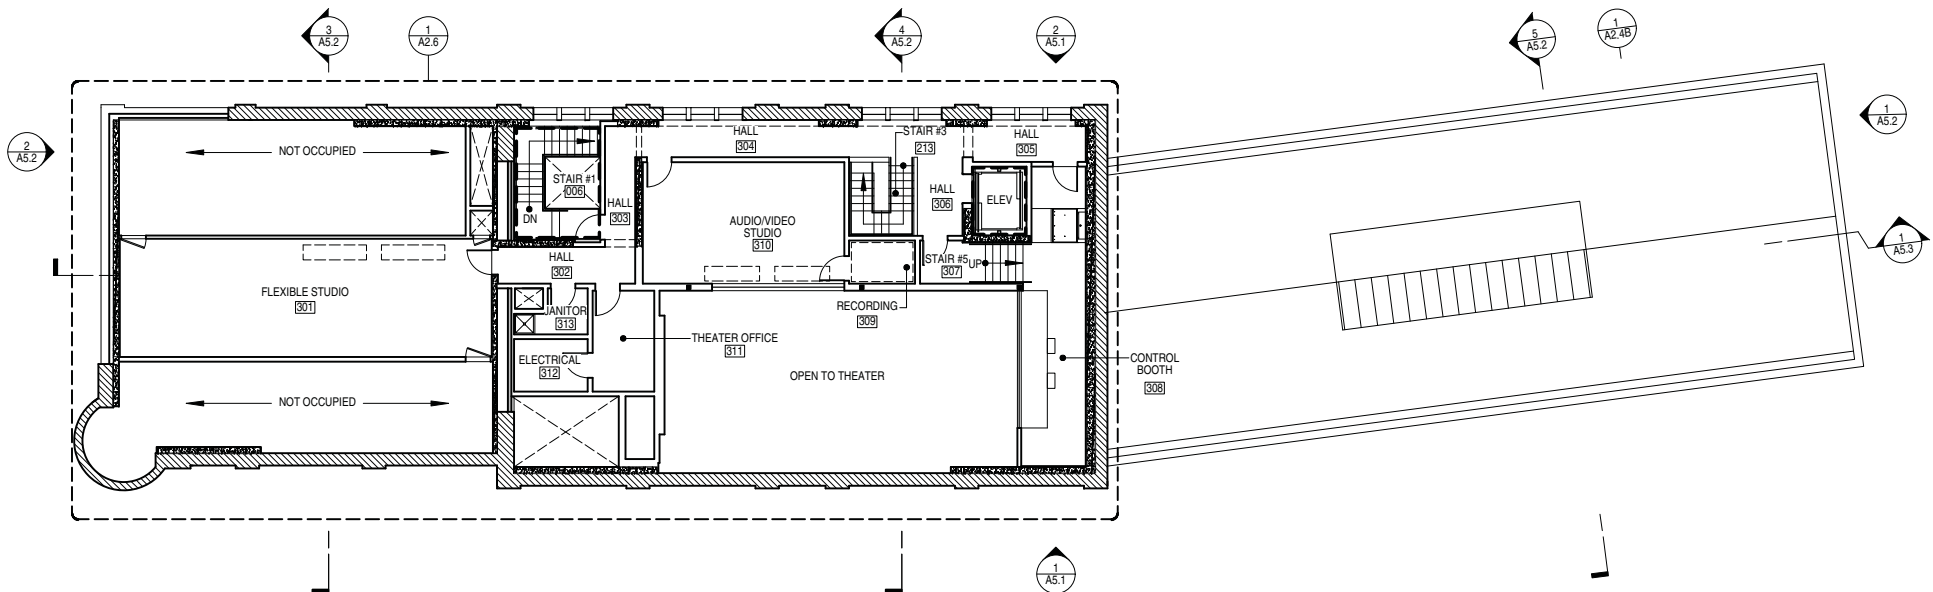 3
A5.2
1
A2.6
4
A5.2
2
A5.1
5
A5.2
1
A2.4B
1
A5.2
2
A5.2
1
A5.3
NOT OCCUPIED
HALL
304
STAIR #3
213
HALL
305
STAIR #1
006
DN
HALL
303
AUDIO/VIDEO
STUDIO
310
HALL
306
ELEV
HALL
302
STAIR #5
307
UP
FLEXIBLE STUDIO
301
JANITOR
313
RECORDING
309
THEATER OFFICE
311
ELECTRICAL
312
OPEN TO THEATER
CONTROL
BOOTH
308
NOT OCCUPIED
1
A5.1